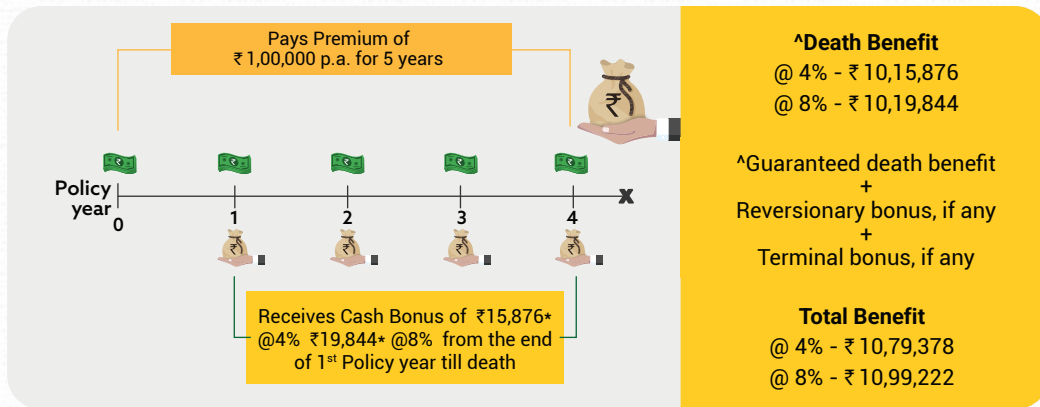 Pays Premium of
₹ 1,00,000 p.a. for 5 years
₹
Policy
year
0
1
2
3
4
X
₹
₹
₹
₹
Receives Cash Bonus of ₹15,876*
@4% ₹19,844* @8% from the end
of 1st Policy year till death
^Death Benefit
@ 4% - ₹ 10,15,876
@ 8% - ₹ 10,19,844
^Guaranteed death benefit
+
Reversionary bonus, if any
+
Terminal bonus, if any
Total Benefit
@ 4% - ₹ 10,79,378
@ 8% - ₹ 10,99,222